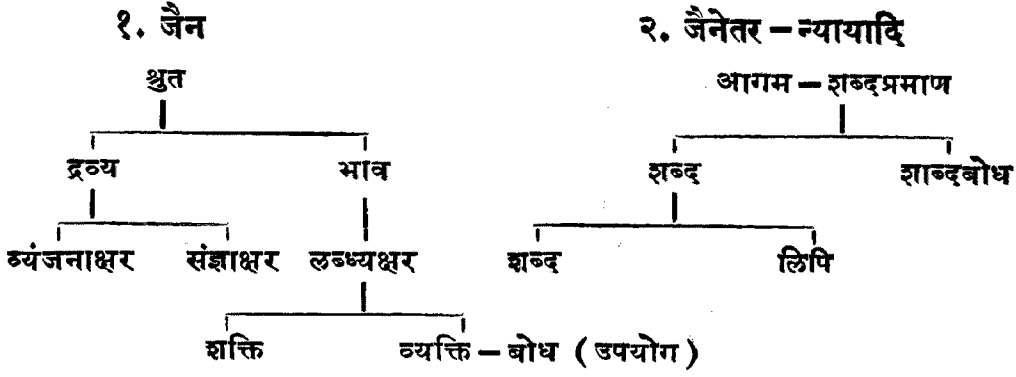 १. जैन २. जैनेतर – न्यायादि
श्रुत आगम – शब्दप्रमाण
द्रव्य भाव शब्द शाब्दबोध
व्यंजनाक्षर संज्ञाक्षर लब्ध्यक्षर शब्द लिपि
शक्ति व्यक्ति – बोध ( उपयोग )